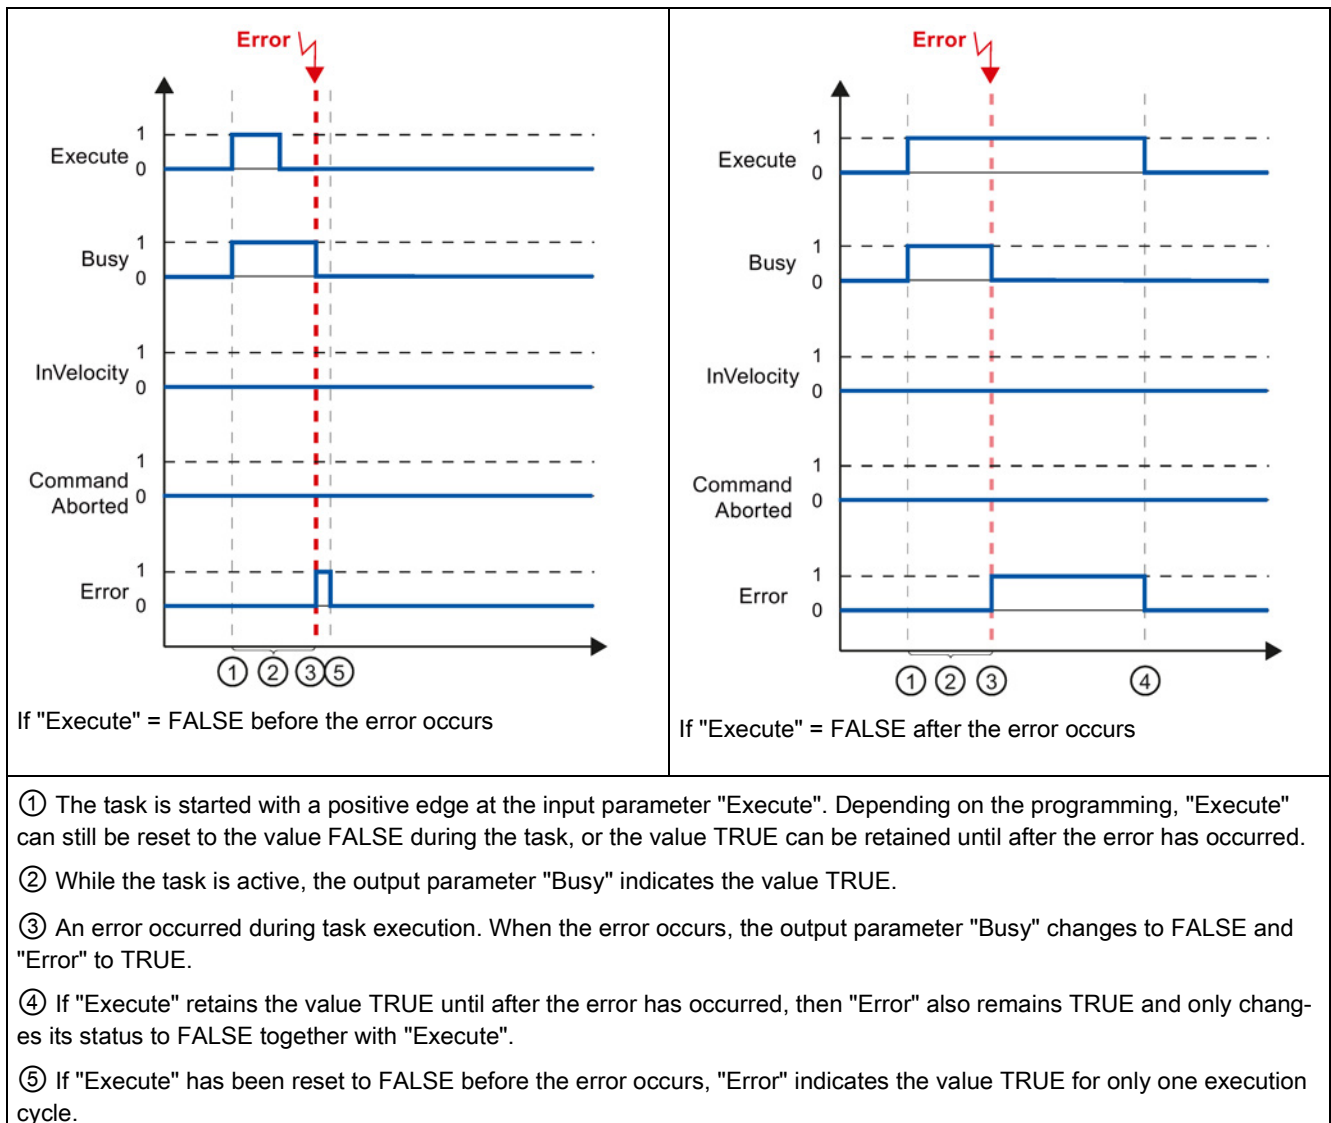 Error
1
Execute 0
1
Busy 0
1
InVelocity 0
1
Command
Aborted 0
1
Error 0
① ② ③⑤
If "Execute" = FALSE before the error occurs
Error
1
Execute 0
1
Busy 0
1
InVelocity 0
1
Command
Aborted 0
1
Error 0
① ② ③ ④
If "Execute" = FALSE after the error occurs
① The task is started with a positive edge at the input parameter "Execute". Depending on the programming, "Execute"
can still be reset to the value FALSE during the task, or the value TRUE can be retained until after the error has occurred.
② While the task is active, the output parameter "Busy" indicates the value TRUE.
③ An error occurred during task execution. When the error occurs, the output parameter "Busy" changes to FALSE and
"Error" to TRUE.
④ If "Execute" retains the value TRUE until after the error has occurred, then "Error" also remains TRUE and only chang-
es its status to FALSE together with "Execute".
⑤ If "Execute" has been reset to FALSE before the error occurs, "Error" indicates the value TRUE for only one execution
cycle.